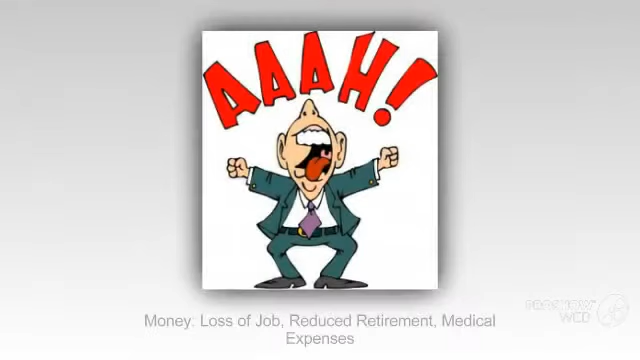 AAAH!
Money: Loss of Job, Reduced Retirement, Medical
Expenses